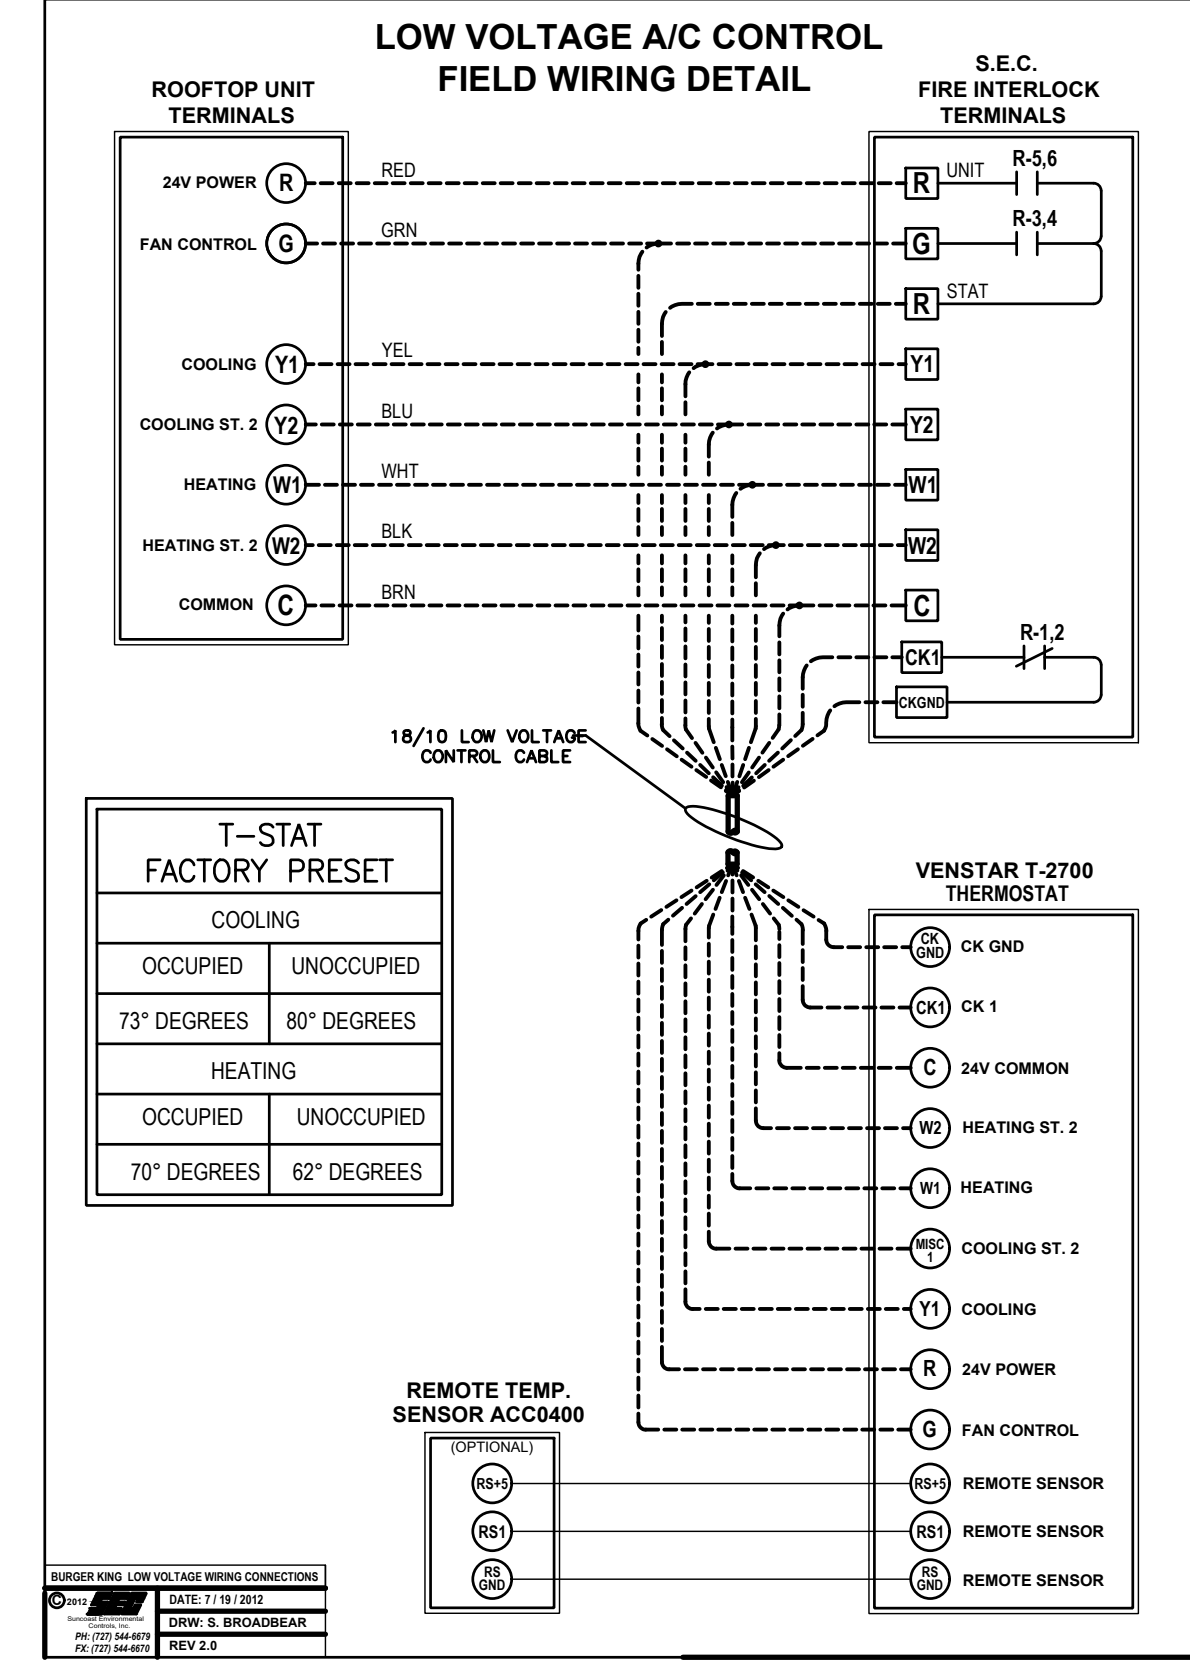 LOW VOLTAGE A/C CONTROL
FIELD WIRING DETAIL
ROOFTOP UNIT
TERMINALS
S.E.C.
FIRE INTERLOCK
TERMINALS
24V POWER R RED R UNIT R-5,6
FAN CONTROL G GRN G R-3,4
R STAT
COOLING Y1 YEL Y1
COOLING ST. 2 Y2 BLU Y2
HEATING W1 WHT W1
HEATING ST. 2 W2 BLK W2
COMMON C BRN C
CK1 R-1,2
CKGND
18/10 LOW VOLTAGE
CONTROL CABLE
T-STAT
FACTORY PRESET
COOLING
OCCUPIED UNOCCUPIED
73° DEGREES 80° DEGREES
HEATING
OCCUPIED UNOCCUPIED
70° DEGREES 62° DEGREES
VENSTAR T-2700
THERMOSTAT
CK
GND CK GND
CK1 CK 1
C 24V COMMON
W2 HEATING ST. 2
W1 HEATING
MISC
1 COOLING ST. 2
Y1 COOLING
R 24V POWER
G FAN CONTROL
RS+5 REMOTE SENSOR
RS1 REMOTE SENSOR
RS
GND REMOTE SENSOR
REMOTE TEMP.
SENSOR ACC0400
(OPTIONAL)
RS+5
RS1
RS
GND
BURGER KING LOW VOLTAGE WIRING CONNECTIONS
© 2012 SEC
Suncoast Environmental
Controls, Inc.
PH: (727) 544-6679
FX: (727) 544-6670
DATE: 7 / 19 / 2012
DRW: S. BROADBEAR
REV 2.0